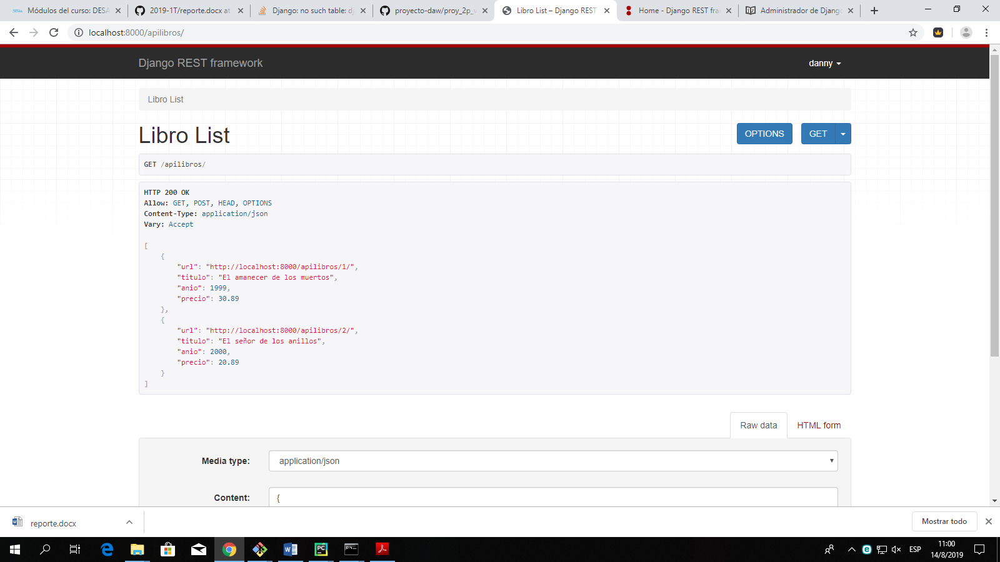 Módulos del curso: DESA
2019-1T/reporte.docx at
Django: no such table: dj
proyecto-daw/proy_2p_v
Libro List – Django REST
Home - Django REST fra
Administrador de Django
localhost:8000/apilibros/
Django REST framework
danny
Libro List
Libro List
OPTIONS
GET
GET /apilibros/
HTTP 200 OK
Allow: GET, POST, HEAD, OPTIONS
Content-Type: application/json
Vary: Accept
[
{
"url": "http://localhost:8000/apilibros/1/",
"titulo": "El amanecer de los muertos",
"anio": 1999,
"precio": 30.89
},
{
"url": "http://localhost:8000/apilibros/2/",
"titulo": "El señor de los anillos",
"anio": 2000,
"precio": 20.89
}
]
Raw data
HTML form
Media type:
application/json
Content:
{
reporte.docx
Mostrar todo
ESP
11:00
14/8/2019